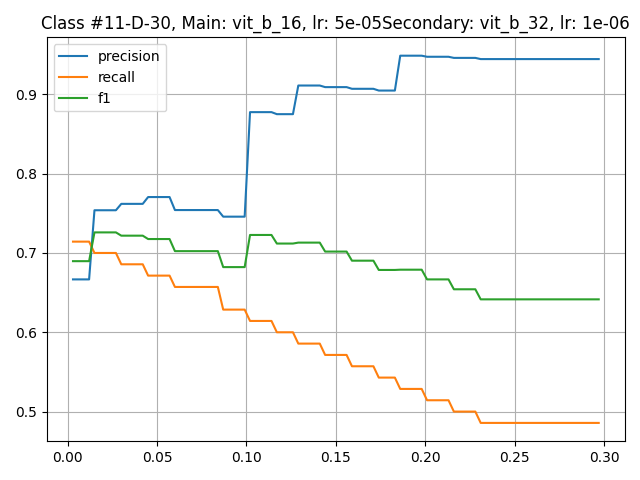 Class #11-D-30, Main: vit_b_16, lr: 5e-05Secondary: vit_b_32, lr: 1e-06
precision
recall
f1
0.9
0.8
0.7
0.6
0.5
0.00 0.05 0.10 0.15 0.20 0.25 0.30